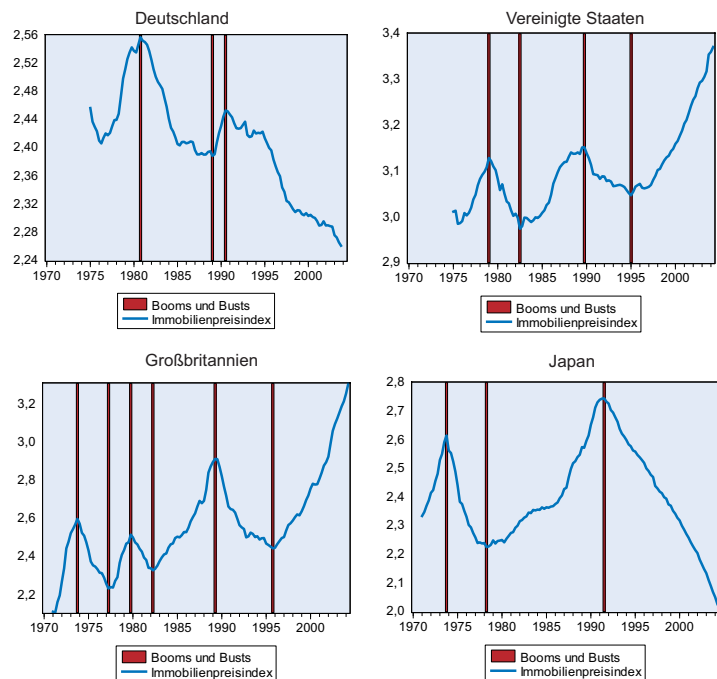 Deutschland
2,56
2,52
2,48
2,44
2,40
2,36
2,32
2,28
2,24
1970 1975 1980 1985 1990 1995 2000
Booms und Busts
Immobilienpreisindex
Vereinigte Staaten
3,4
3,3
3,2
3,1
3,0
2,9
1970 1975 1980 1985 1990 1995 2000
Booms und Busts
Immobilienpreisindex
Großbritannien
3,2
3,0
2,8
2,6
2,4
2,2
1970 1975 1980 1985 1990 1995 2000
Booms und Busts
Immobilienpreisindex
Japan
2,8
2,7
2,6
2,5
2,4
2,3
2,2
2,1
2,0
1970 1975 1980 1985 1990 1995 2000
Booms und Busts
Immobilienpreisindex